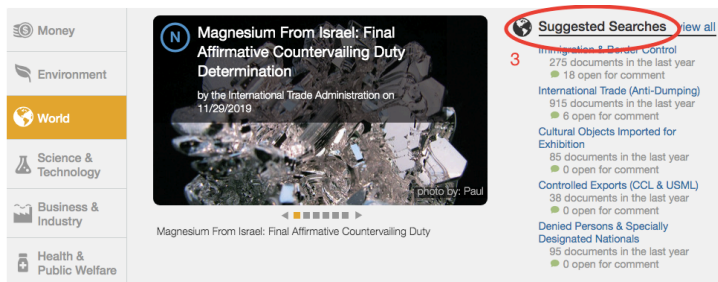 Money
Environment
World
Science &
Technology
Business &
Industry
Health &
Public Welfare
N
Magnesium From Israel: Final
Affirmative Countervailing Duty
Determination
by the International Trade Administration on
11/29/2019
photo by: Paul
Magnesium From Israel: Final Affirmative Countervailing Duty
Suggested Searches view all
3
Immigration & Border Control
275 documents in the last year
18 open for comment
International Trade (Anti-Dumping)
915 documents in the last year
6 open for comment
Cultural Objects Imported for
Exhibition
85 documents in the last year
0 open for comment
Controlled Exports (CCL & USML)
38 documents in the last year
0 open for comment
Denied Persons & Specially
Designated Nationals
95 documents in the last year
0 open for comment